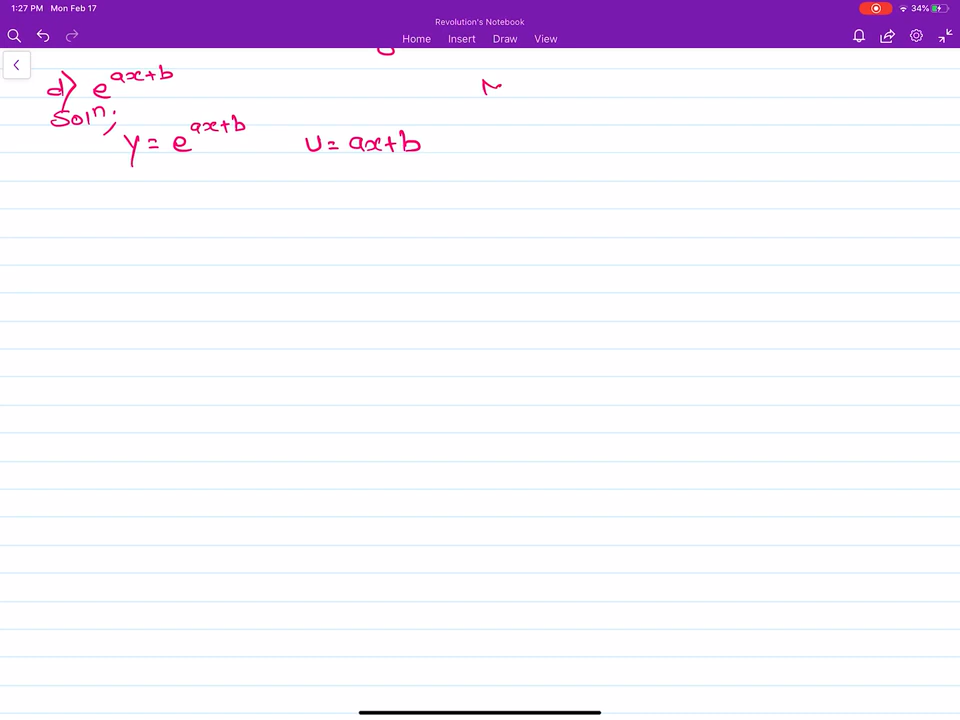 1:27 PM Mon Feb 17
34%
Revolution's Notebook
Home Insert Draw View
d) e^{ax+b}
Solⁿ;
y = e^{ax+b} u = ax+b